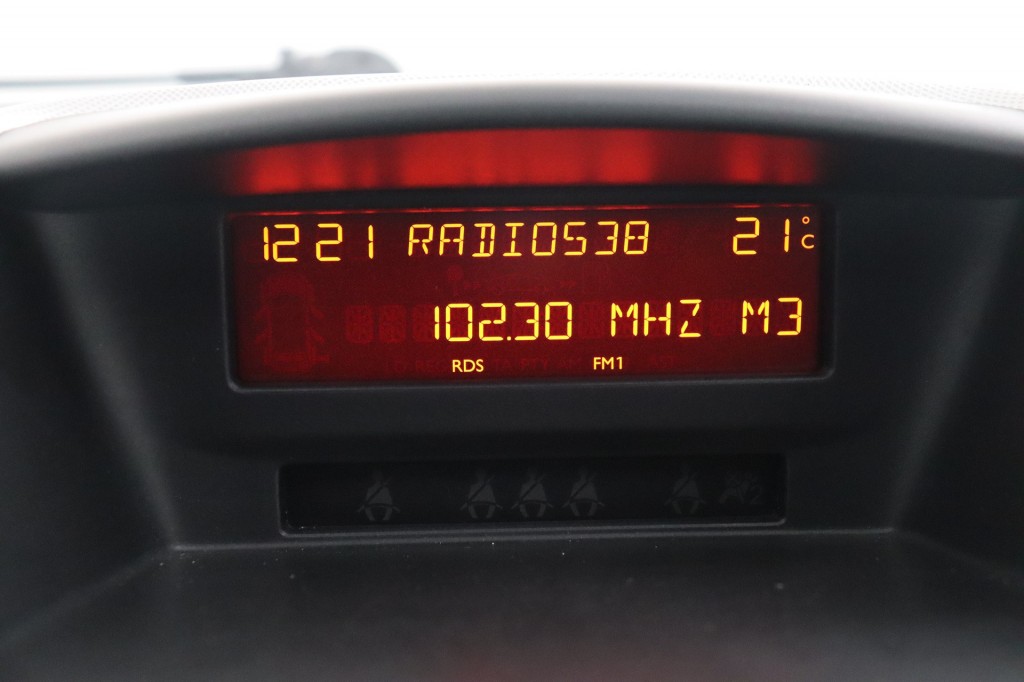 12 21 RADIO538 21°C
102.30 MHZ M3
RDS FM1